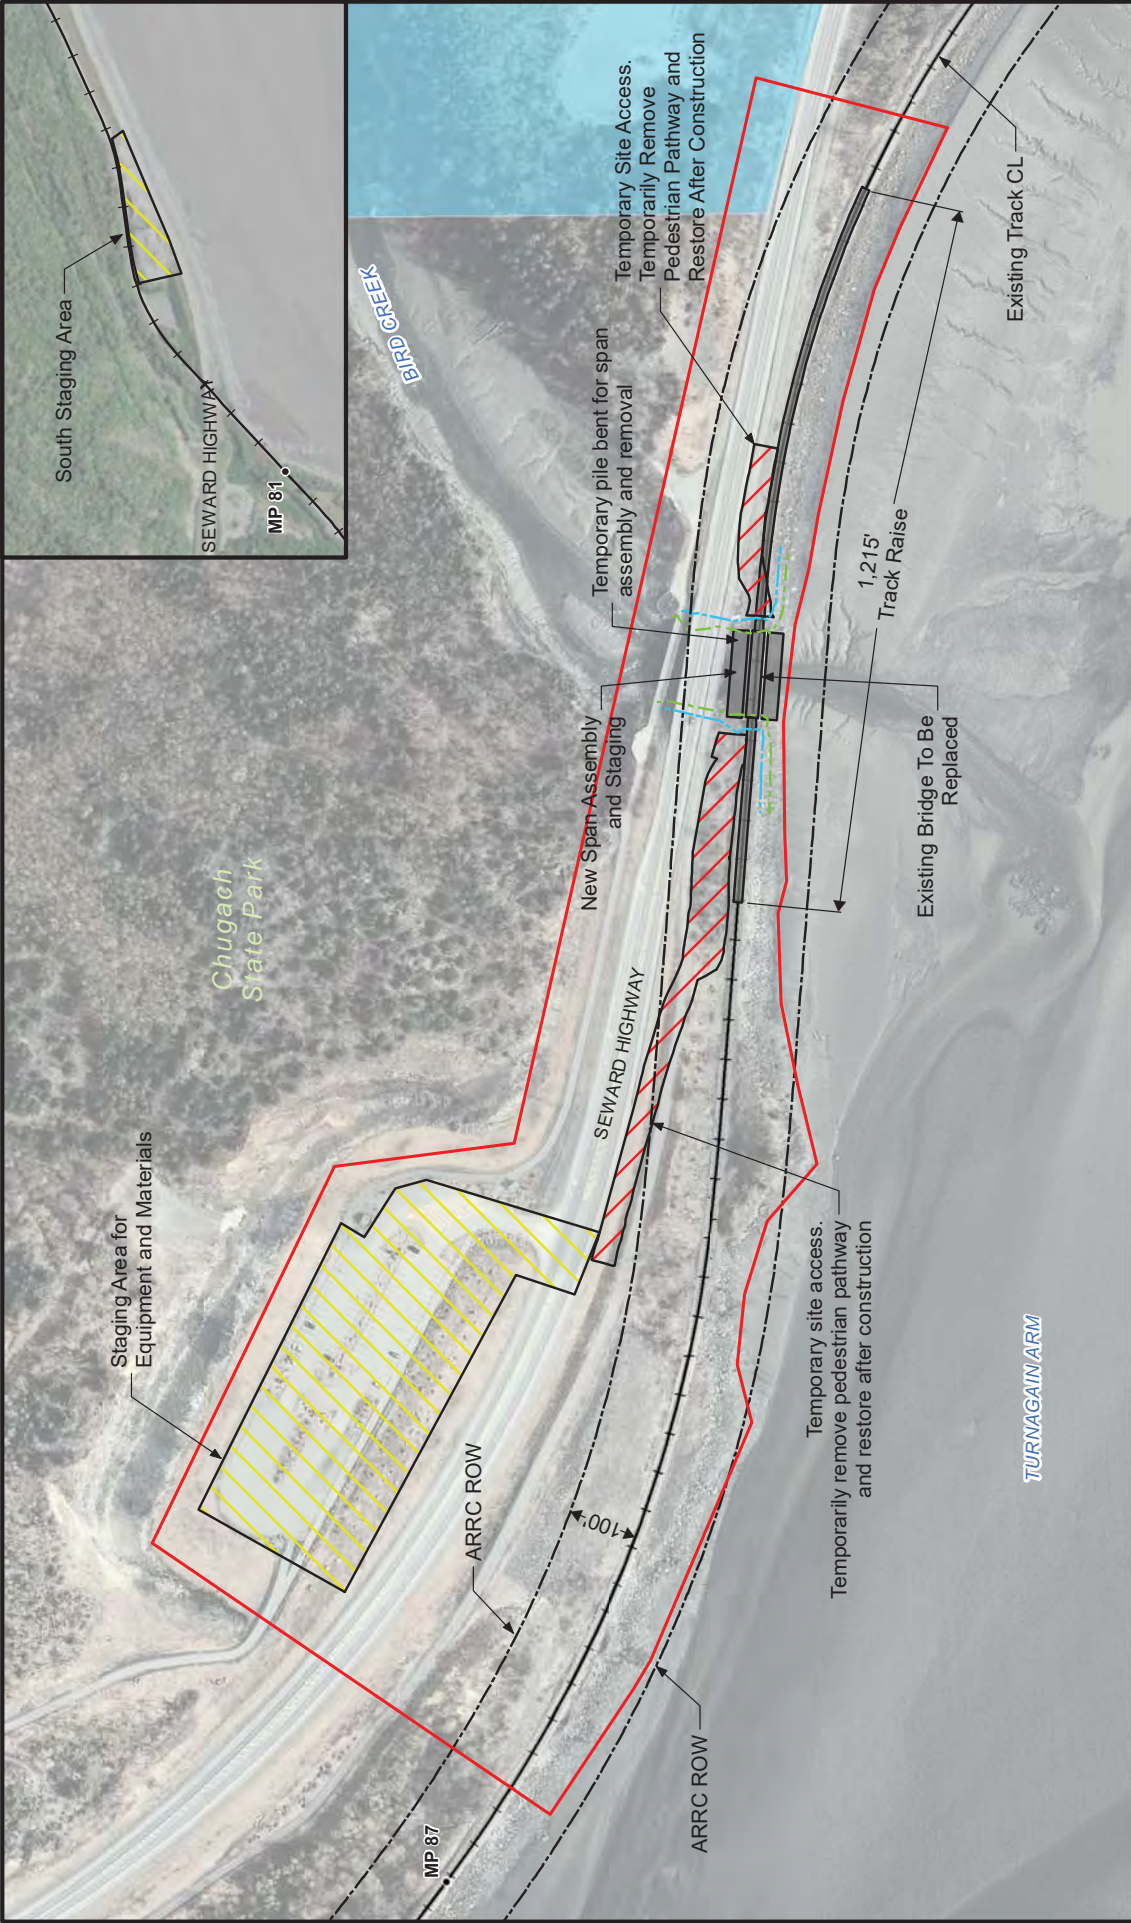 South Staging Area
SEWARD HIGHWAY
MP 81
BIRD CREEK
Temporary Site Access.
Temporarily Remove
Pedestrian Pathway and
Restore After Construction
Temporary pile bent for span
assembly and removal
New Span Assembly
and Staging
Existing Track CL
1,215'
Track Raise
Existing Bridge To Be
Replaced
Chugach
State Park
SEWARD HIGHWAY
Staging Area for
Equipment and Materials
Temporary site access.
Temporarily remove pedestrian pathway
and restore after construction
TURNAGAIN ARM
ARRC ROW
100'
ARRC ROW
MP 87